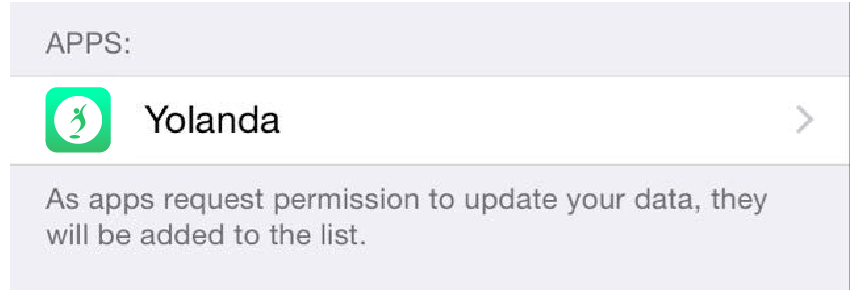 APPS:
Yolanda
As apps request permission to update your data, they
will be added to the list.